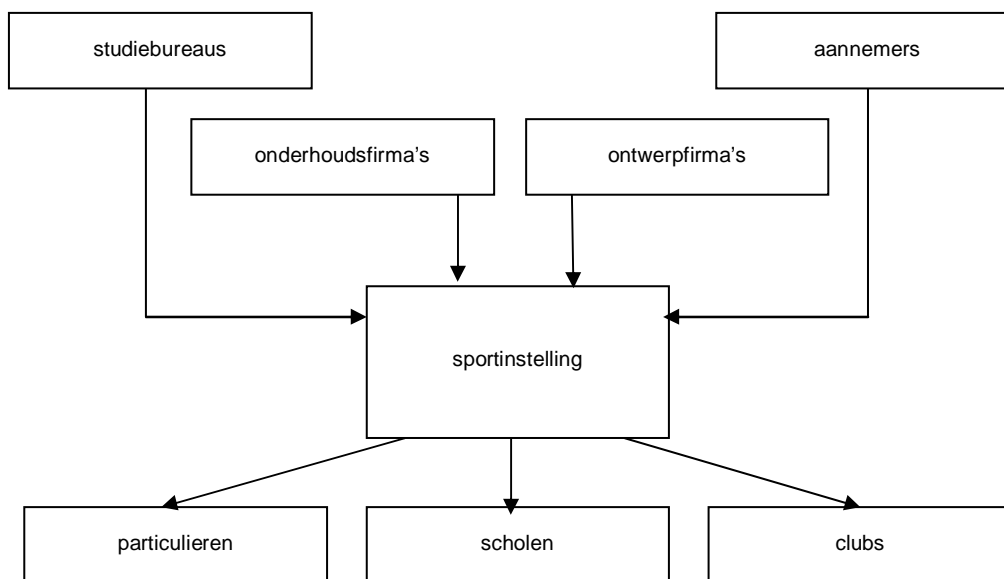 studiebureaus
aannemers
onderhoudsfirma’s
ontwerpfirma’s
sportinstelling
particulieren
scholen
clubs